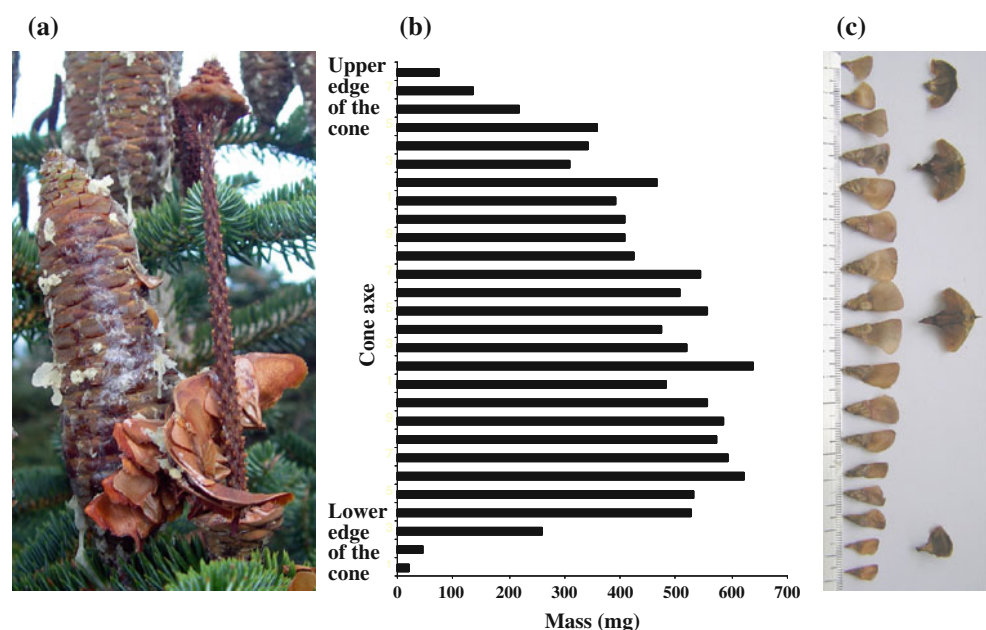 (a)
(b)
(c)
Upper
edge
of the
cone
Cone axe
Lower
edge
of the
cone
0 100 200 300 400 500 600 700
Mass (mg)